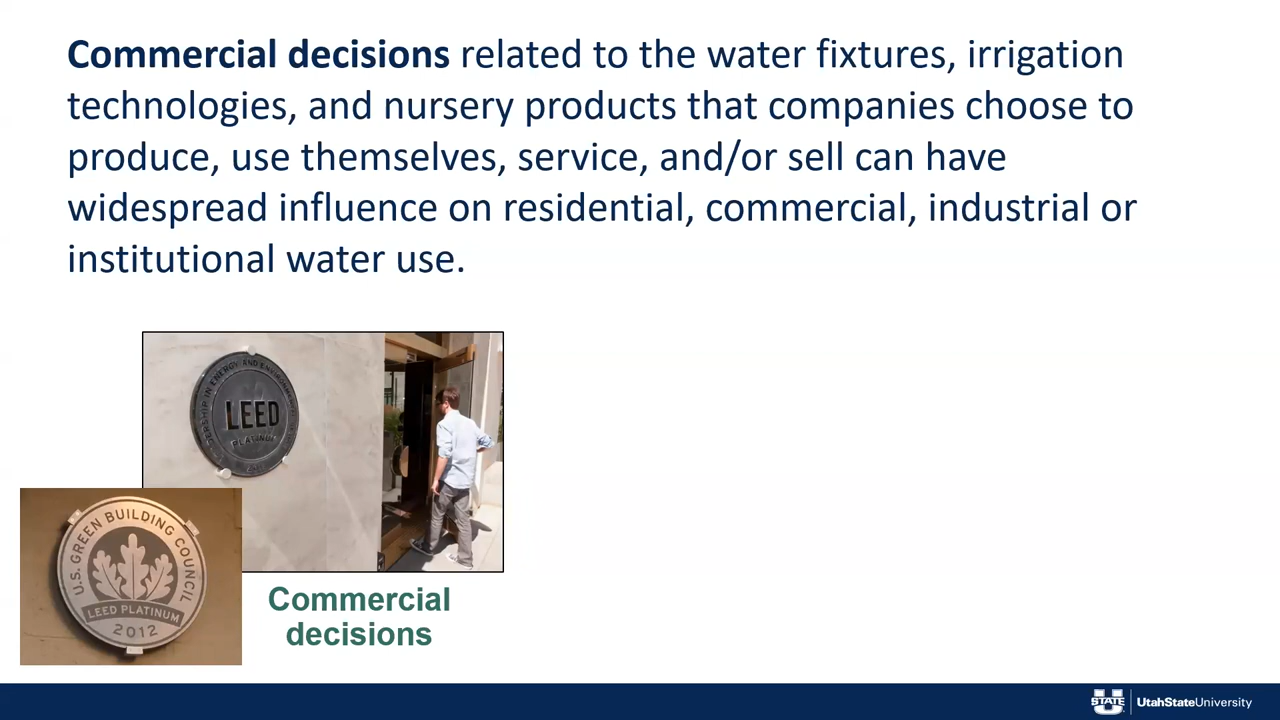 Commercial decisions related to the water fixtures, irrigation
technologies, and nursery products that companies choose to
produce, use themselves, service, and/or sell can have
widespread influence on residential, commercial, industrial or
institutional water use.
LEED
PLATINUM
U.S. GREEN BUILDING COUNCIL
LEED PLATINUM
2012
Commercial
decisions
STATE
UtahStateUniversity